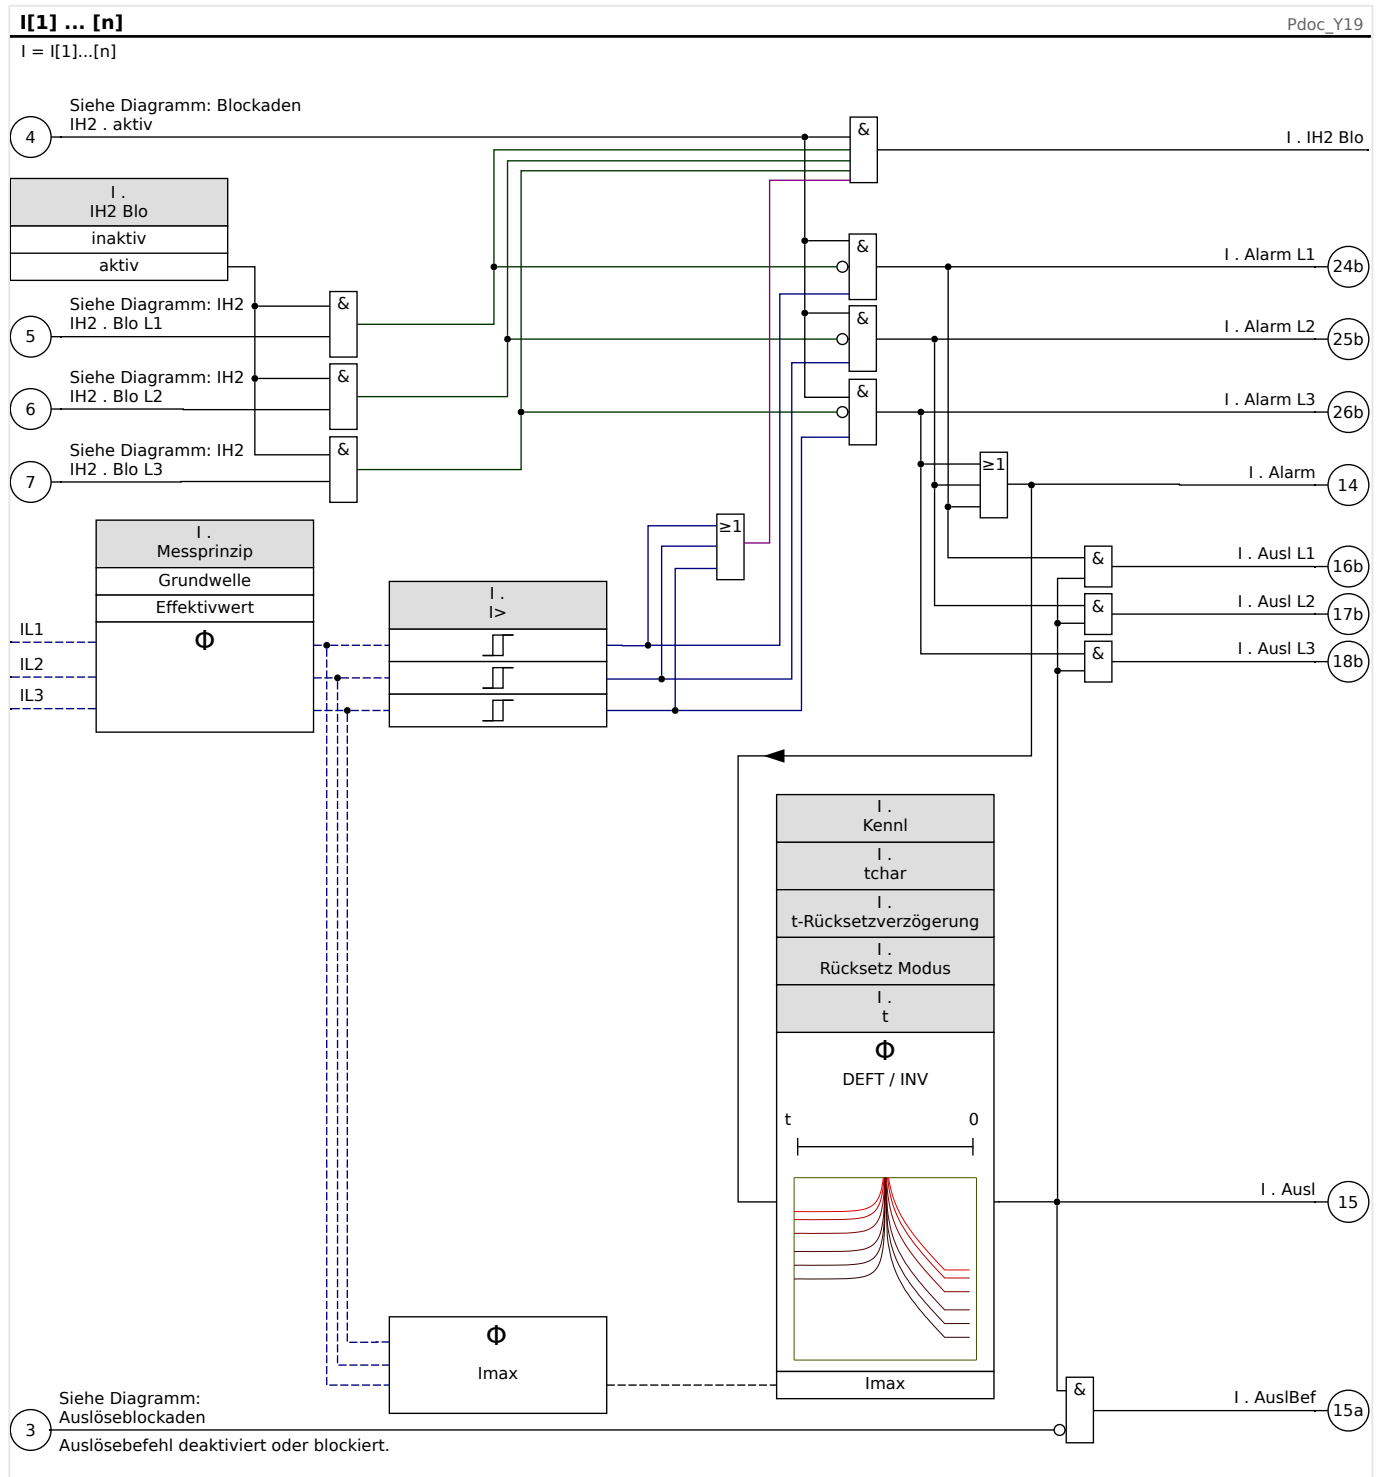 I[1] ... [n]
Pdoc_Y19
I = I[1]...[n]
Siehe Diagramm: Blockaden
4
IH2 . aktiv
&
I . IH2 Blo
I .
IH2 Blo
inaktiv
aktiv
&
I . Alarm L1
24b
Siehe Diagramm: IH2
5
IH2 . Blo L1
&
&
I . Alarm L2
25b
Siehe Diagramm: IH2
6
IH2 . Blo L2
&
&
I . Alarm L3
26b
Siehe Diagramm: IH2
7
IH2 . Blo L3
&
≥1
I . Alarm
14
I .
Messprinzip
Grundwelle
Effektivwert
Φ
IL1
IL2
IL3
≥1
I .
I>
&
I . Ausl L1
16b
&
I . Ausl L2
17b
&
I . Ausl L3
18b
I .
Kennl
I .
tchar
I .
t-Rücksetzverzögerung
I .
Rücksetz Modus
I .
t
Φ
DEFT / INV
t 0
I . Ausl
15
Φ
Imax
Imax
Siehe Diagramm:
Auslöseblockaden
3
Auslösebefehl deaktiviert oder blockiert.
&
I . AuslBef
15a